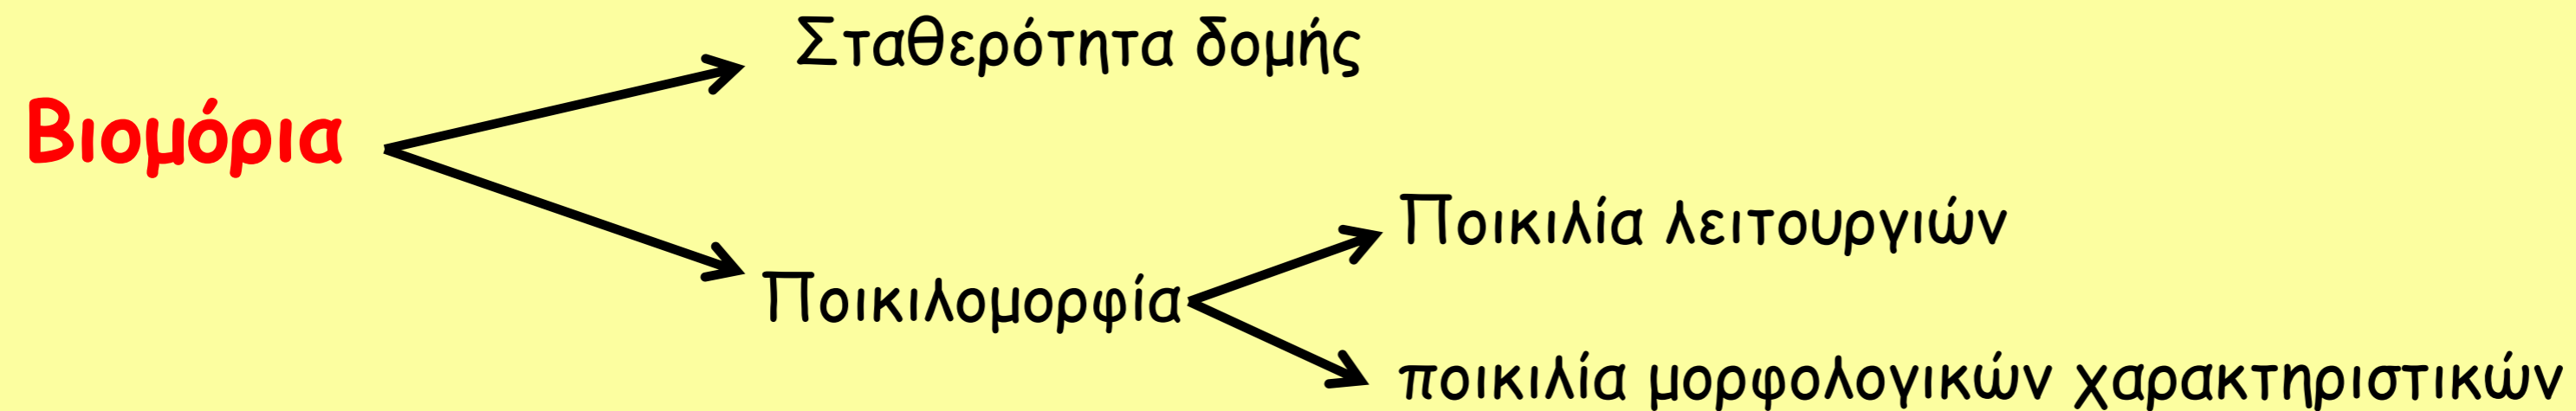 Σταθερότητα δομής
Βιομόρια
Ποικιλία λειτουργιών
Ποικιλομορφία
ποικιλία μορφολογικών χαρακτηριστικών